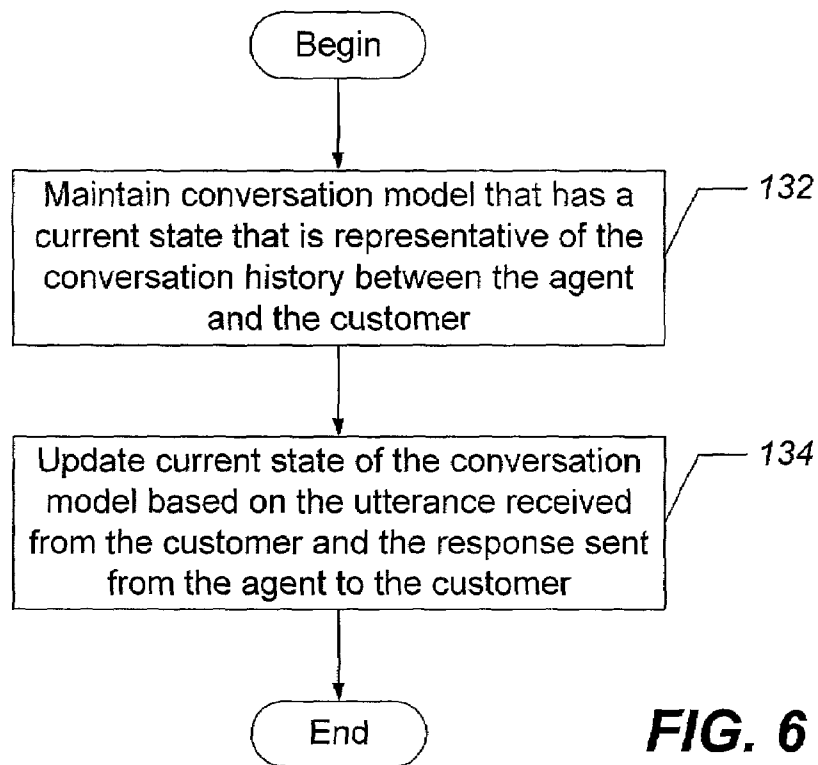 Begin
Maintain conversation model that has a
current state that is representative of the
conversation history between the agent
and the customer
132
Update current state of the conversation
model based on the utterance received
from the customer and the response sent
from the agent to the customer
134
End
FIG. 6